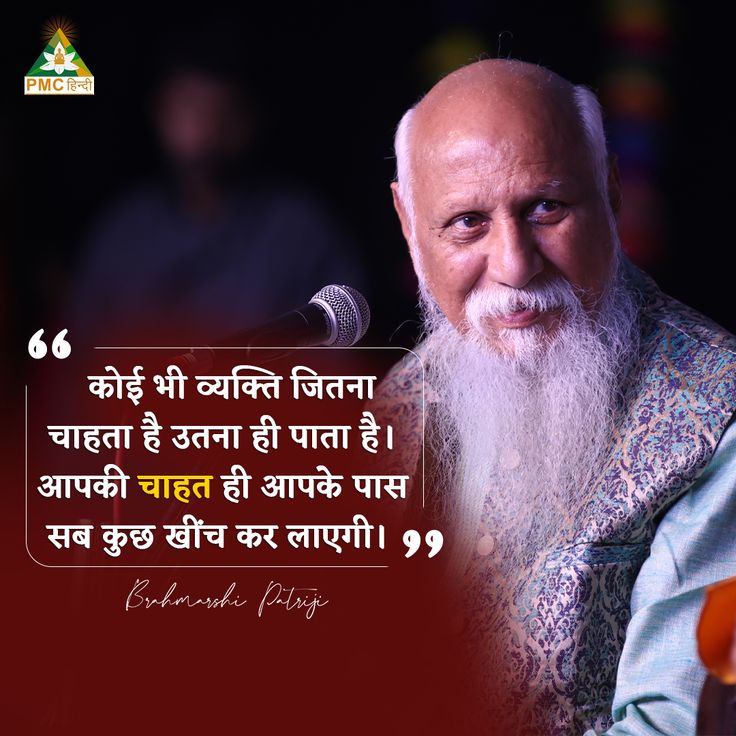 PMC हिन्दी
“
कोई भी व्यक्ति जितना
चाहता है उतना ही पाता है।
आपकी चाहत ही आपके पास
सब कुछ खींच कर लाएगी।
”
Brahmarshi Patriji